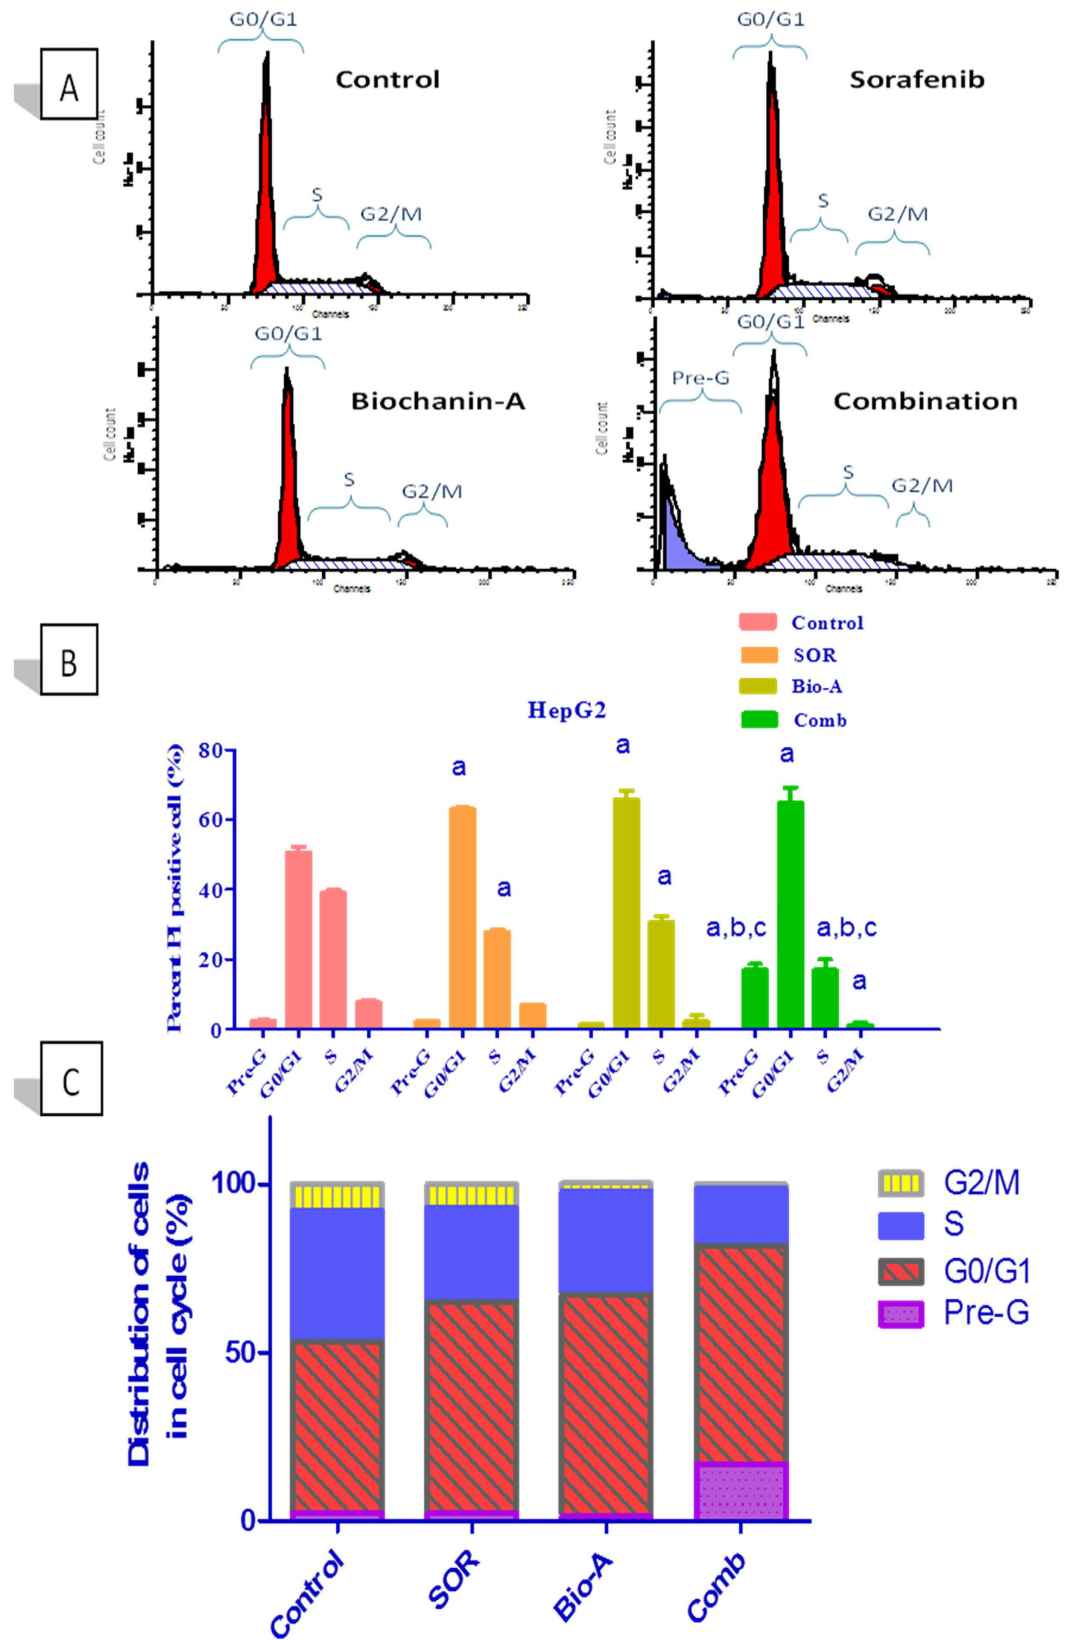 A
G0/G1
Control
Cell count
S
G2/M
Channels
G0/G1
Sorafenib
Cell count
S
G2/M
Channels
G0/G1
Biochanin-A
Cell count
S
G2/M
Channels
G0/G1
Pre-G
Combination
Cell count
S
G2/M
Channels
B
Control
SOR
Bio-A
Comb
HepG2
Percent PI positive cell (%)
80
60
40
20
0
a
a
a
a
a
a,b,c
a,b,c
a
Pre-G
G0/G1
S
G2/M
Pre-G
G0/G1
S
G2/M
Pre-G
G0/G1
S
G2/M
Pre-G
G0/G1
S
G2/M
C
Distribution of cells
in cell cycle (%)
100
50
0
G2/M
S
G0/G1
Pre-G
Control
SOR
Bio-A
Comb